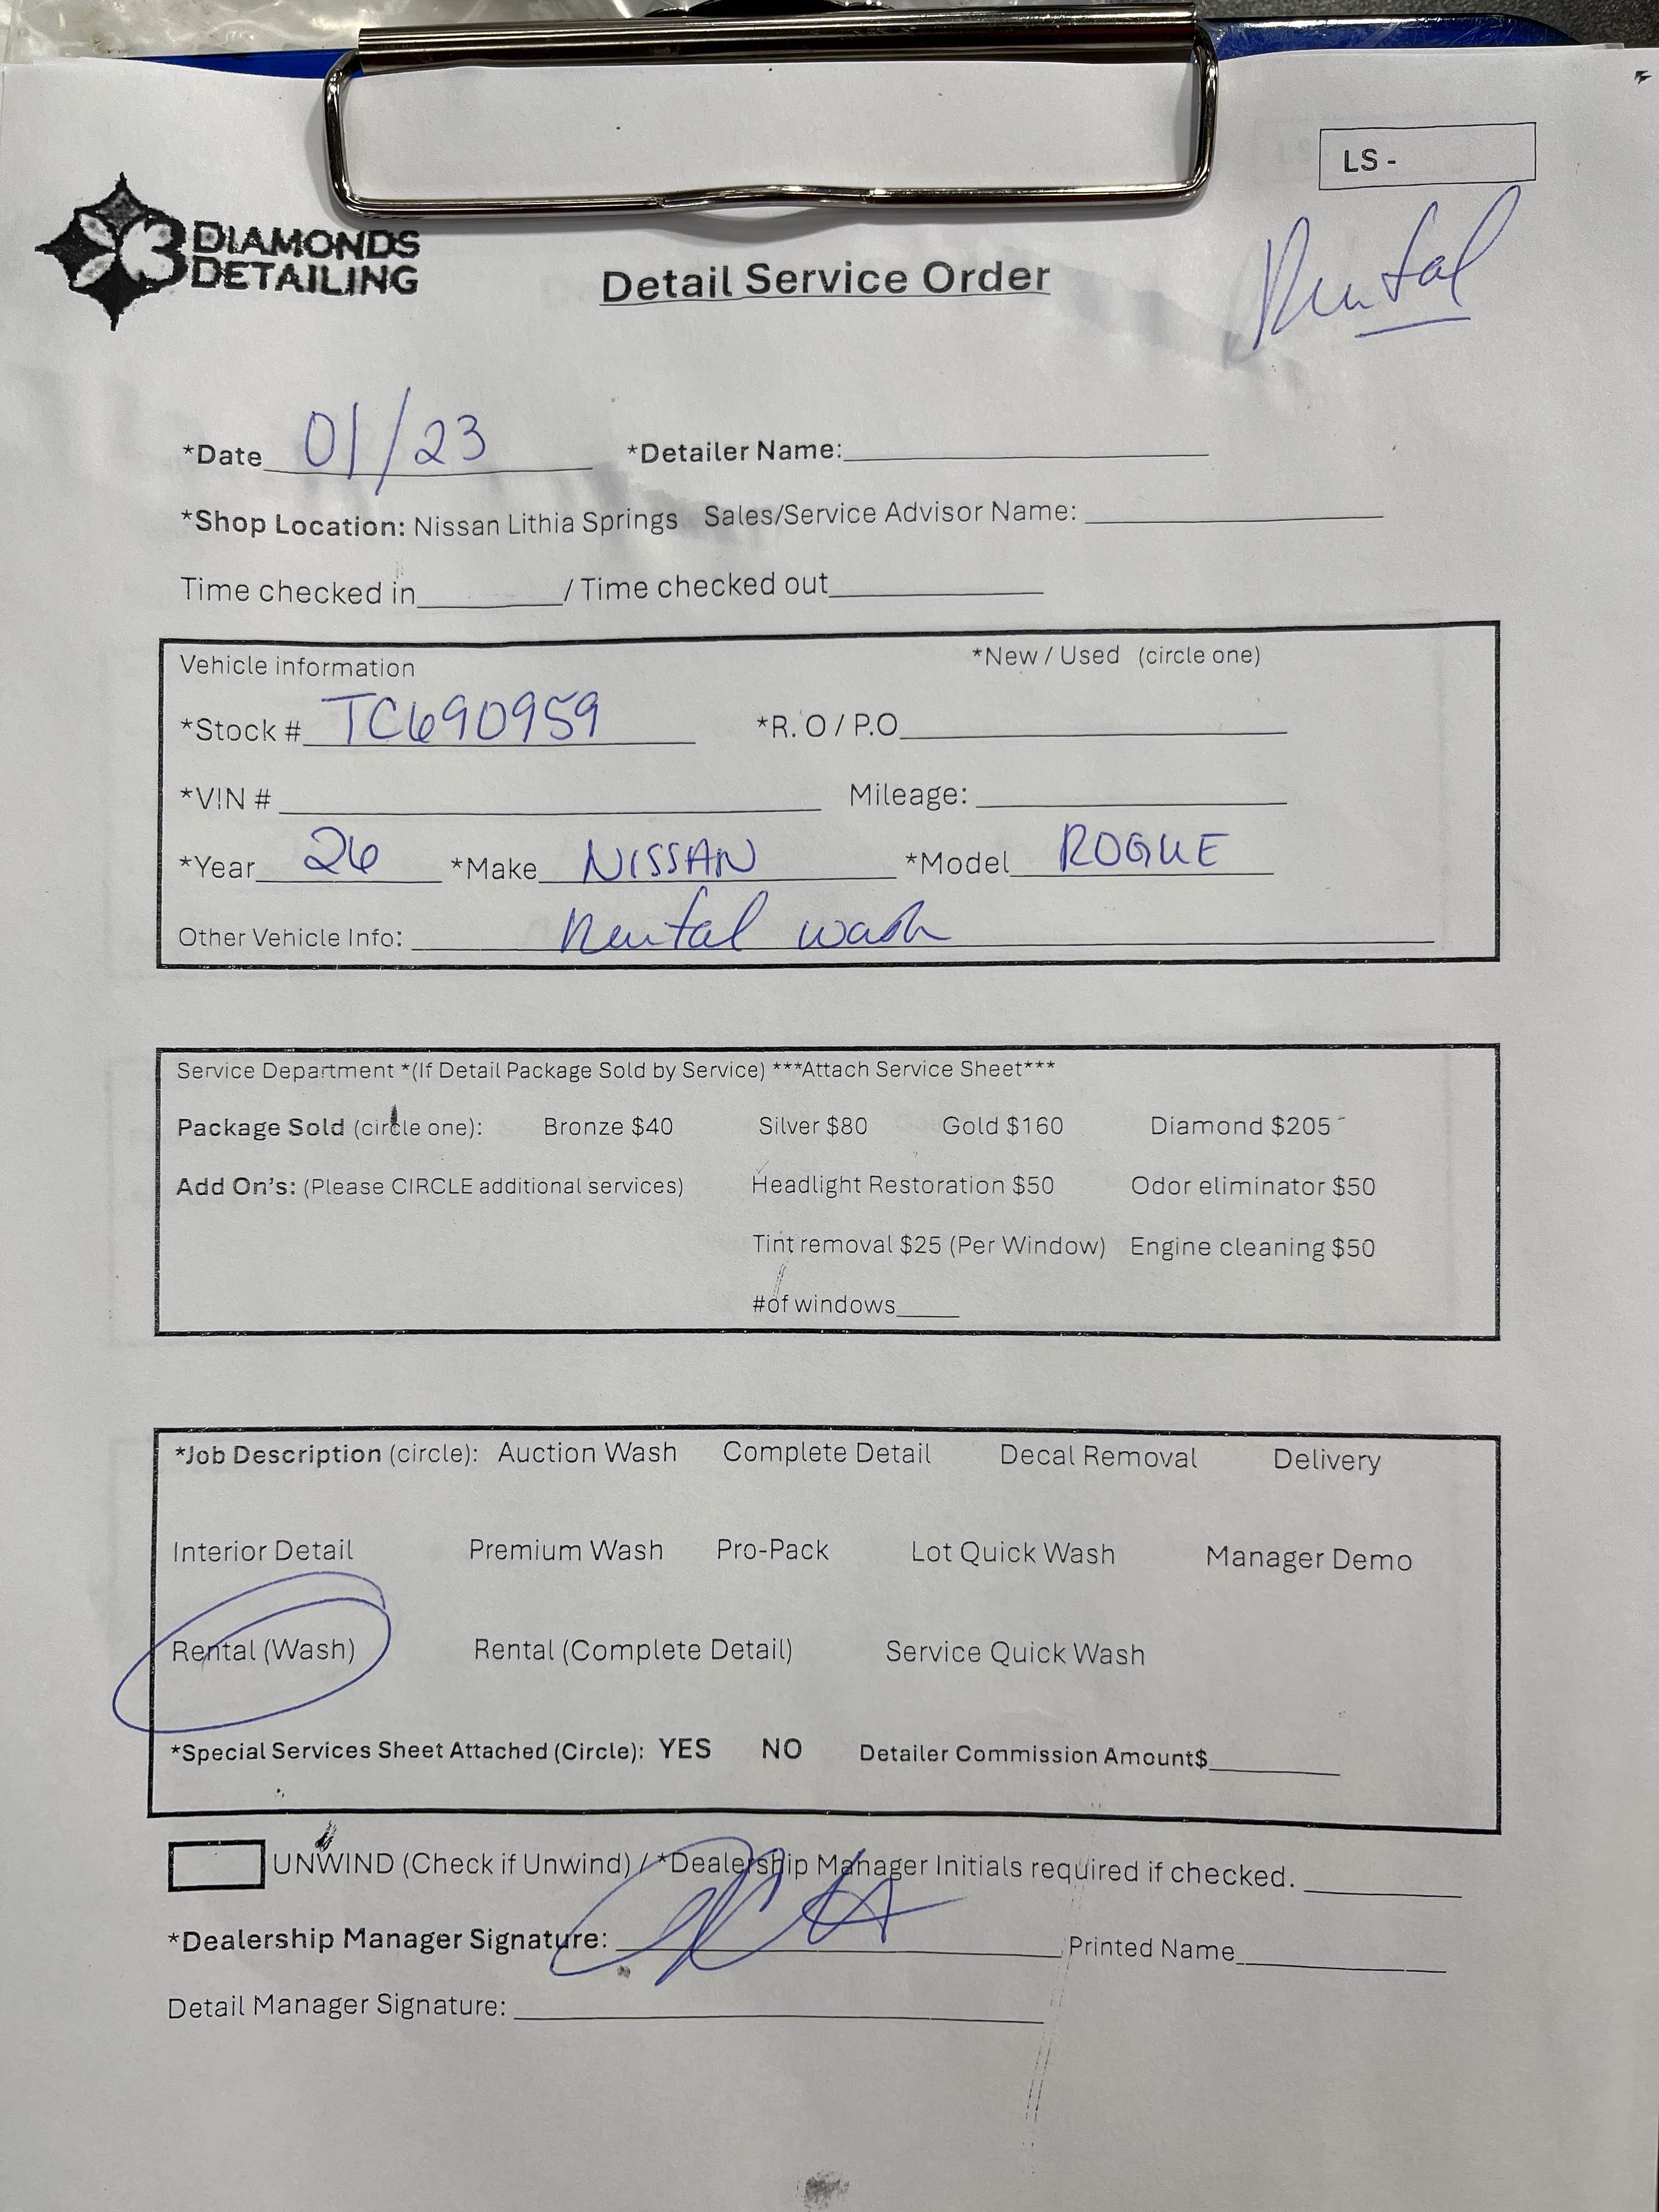 LS -
3 DIAMONDS
DETAILING
Detail Service Order
Rental
*Date 01/23 *Detailer Name:
*Shop Location: Nissan Lithia Springs Sales/Service Advisor Name:
Time checked in / Time checked out
Vehicle information *New / Used (circle one)
*Stock # TC690959 *R. O / P.O
*VIN # Mileage:
*Year 26 *Make NISSAN *Model ROGUE
Other Vehicle Info: Rental wash
Service Department *(If Detail Package Sold by Service) ***Attach Service Sheet***
Package Sold (circle one): Bronze $40 Silver $80 Gold $160 Diamond $205
Add On's: (Please CIRCLE additional services) Headlight Restoration $50 Odor eliminator $50
Tint removal $25 (Per Window) Engine cleaning $50
#of windows
*Job Description (circle): Auction Wash Complete Detail Decal Removal Delivery
Interior Detail Premium Wash Pro-Pack Lot Quick Wash Manager Demo
Rental (Wash) Rental (Complete Detail) Service Quick Wash
*Special Services Sheet Attached (Circle): YES NO Detailer Commission Amount$
UNWIND (Check if Unwind) / *Dealership Manager Initials required if checked.
*Dealership Manager Signature: Printed Name
Detail Manager Signature: